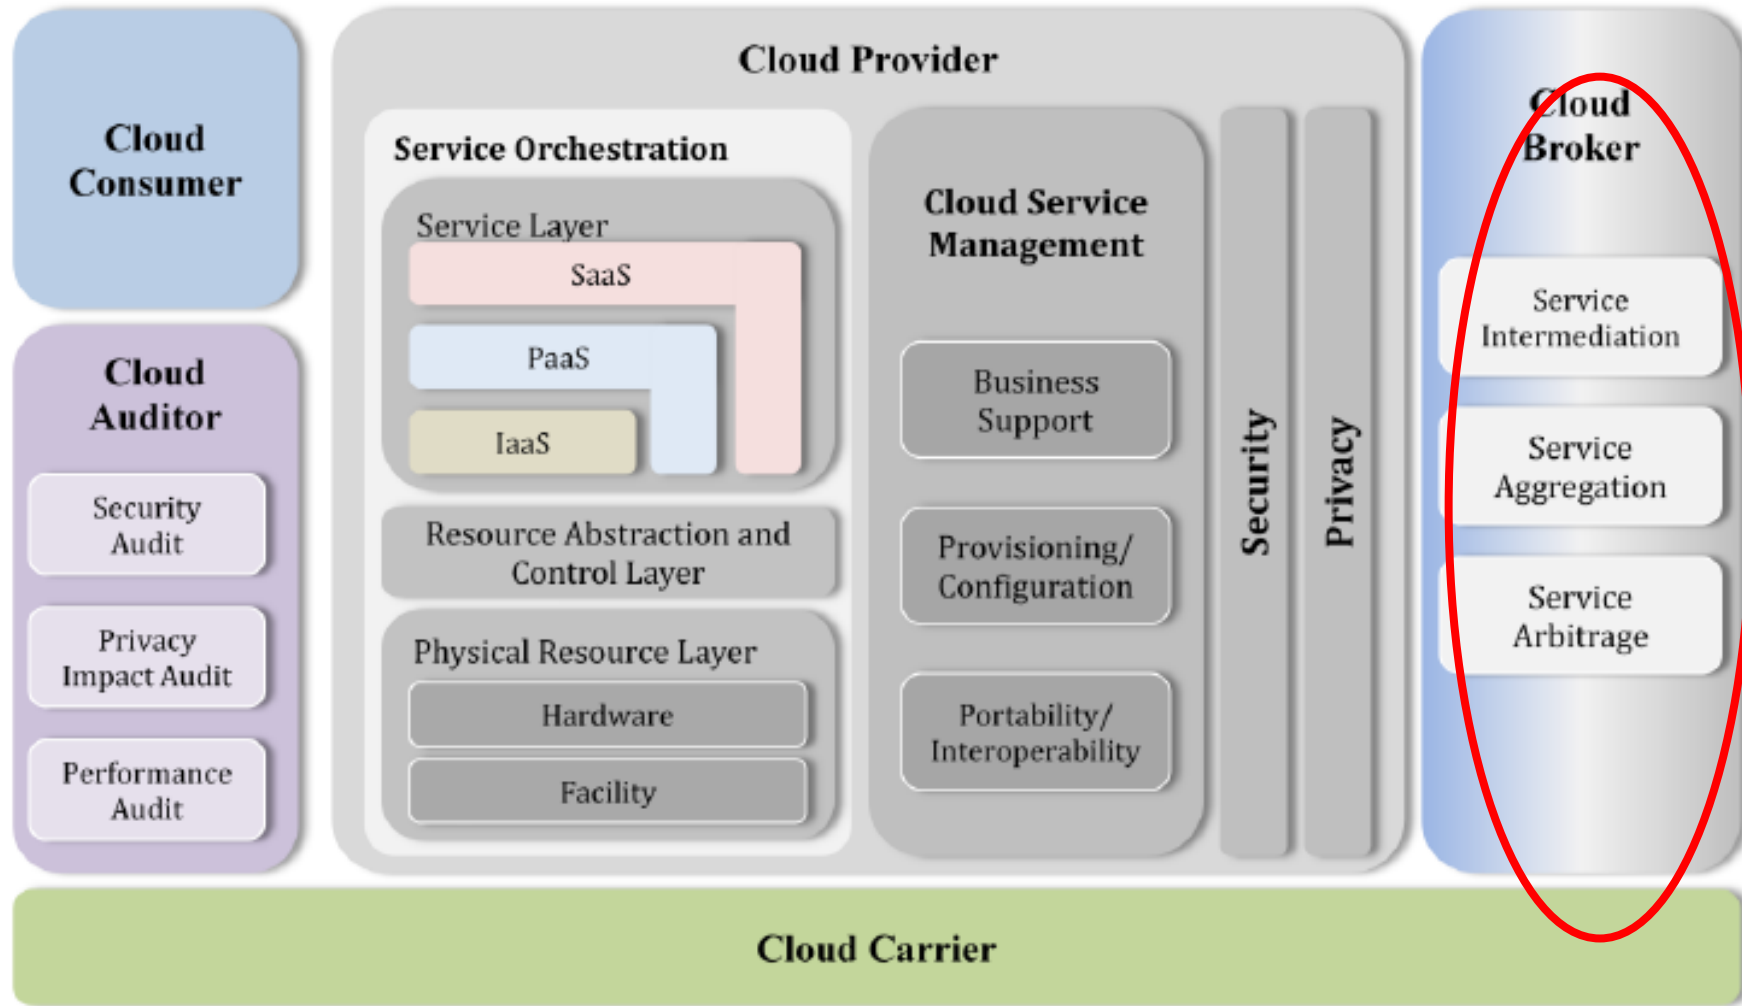 Cloud
Consumer
Cloud
Auditor
Security
Audit
Privacy
Impact Audit
Performance
Audit
Cloud Provider
Service Orchestration
Service Layer
SaaS
PaaS
IaaS
Resource Abstraction and
Control Layer
Physical Resource Layer
Hardware
Facility
Cloud Service
Management
Business
Support
Provisioning/
Configuration
Portability/
Interoperability
Security
Privacy
Cloud
Broker
Service
Intermediation
Service
Aggregation
Service
Arbitrage
Cloud Carrier